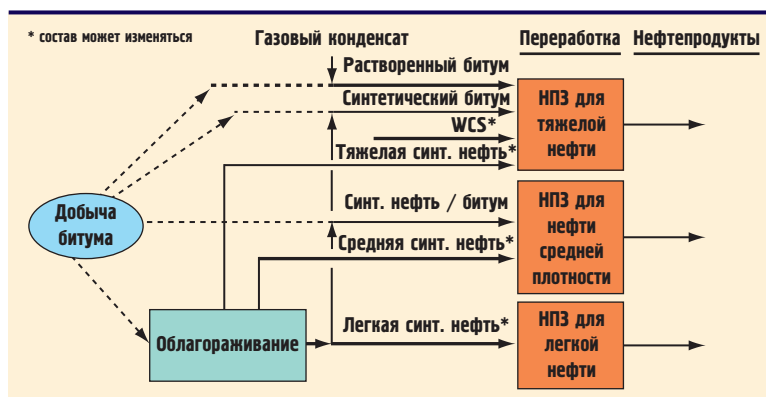 * состав может изменяться
Газовый конденсат
Переработка
Нефтепродукты
Растворенный битум
Синтетический битум
WCS*
Тяжелая синт. нефть*
НПЗ для
тяжелой
нефти
Добыча
битума
Синт. нефть / битум
Средняя синт. нефть*
НПЗ для
нефти
средней
плотности
Облагораживание
Легкая синт. нефть*
НПЗ для
легкой
нефти